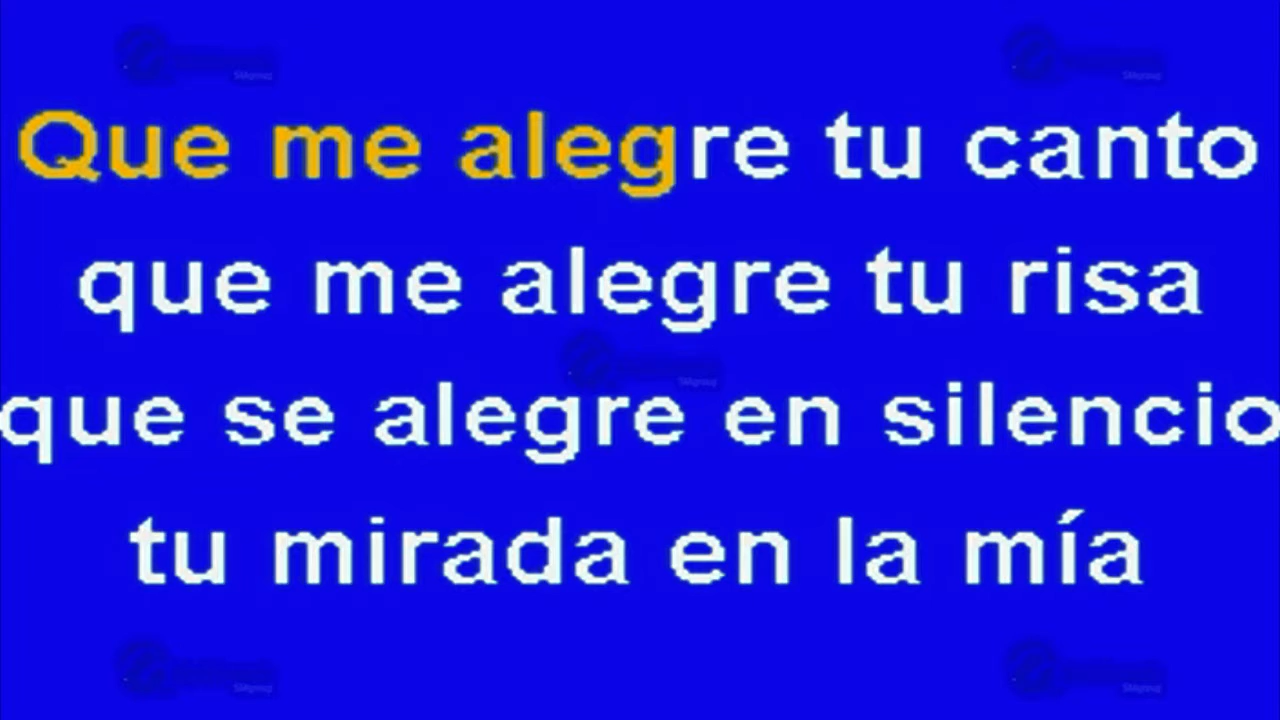 Que me alegre tu canto
que me alegre tu risa
que se alegre en silencio
tu mirada en la mía